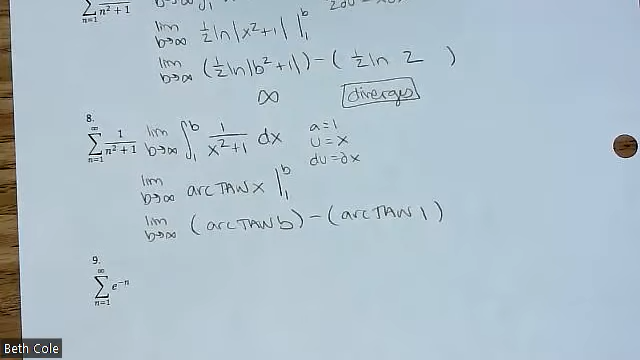 ∑ n=1 n²+1
lim b→∞ ½ ln|x²+1| |₁ᵇ
lim b→∞ (½ ln|b²+1|) - (½ ln 2)
∞ diverges
8.
∞ ∑ n=1 1/(n²+1) lim b→∞ ∫₁ᵇ 1/(x²+1) dx a=1
u=x
du=dx
lim b→∞ arcTAN x |₁ᵇ
lim b→∞ (arcTAN b) - (arcTAN 1)
9.
∞ ∑ n=1 e⁻ⁿ
Beth Cole